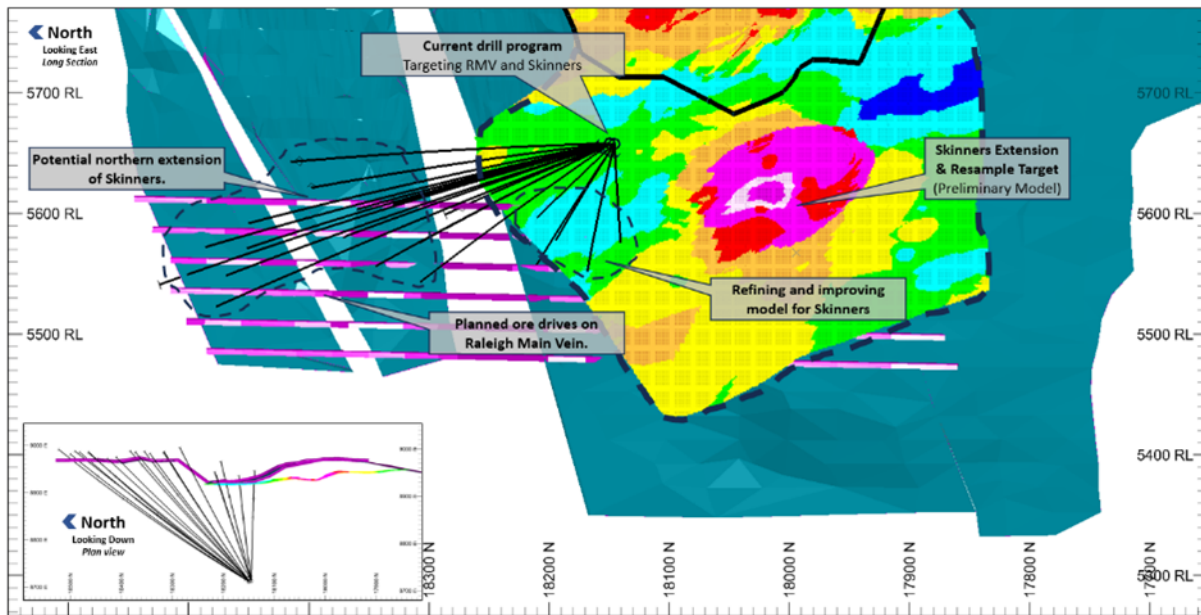 North
Looking East
Long Section
Current drill program
Targeting RMV and Skinners
5700 RL
5700 RL
Potential northern extension
of Skinners.
Skinners Extension
& Resample Target
(Preliminary Model)
5600 RL
5600 RL
Refining and improving
model for Skinners
Planned ore drives on
Raleigh Main Vein.
5500 RL
5500 RL
5400 RL
5400 RL
5300 RL
18300 N
18200 N
18100 N
18000 N
17900 N
17800 N
North
Looking Down
Plan view